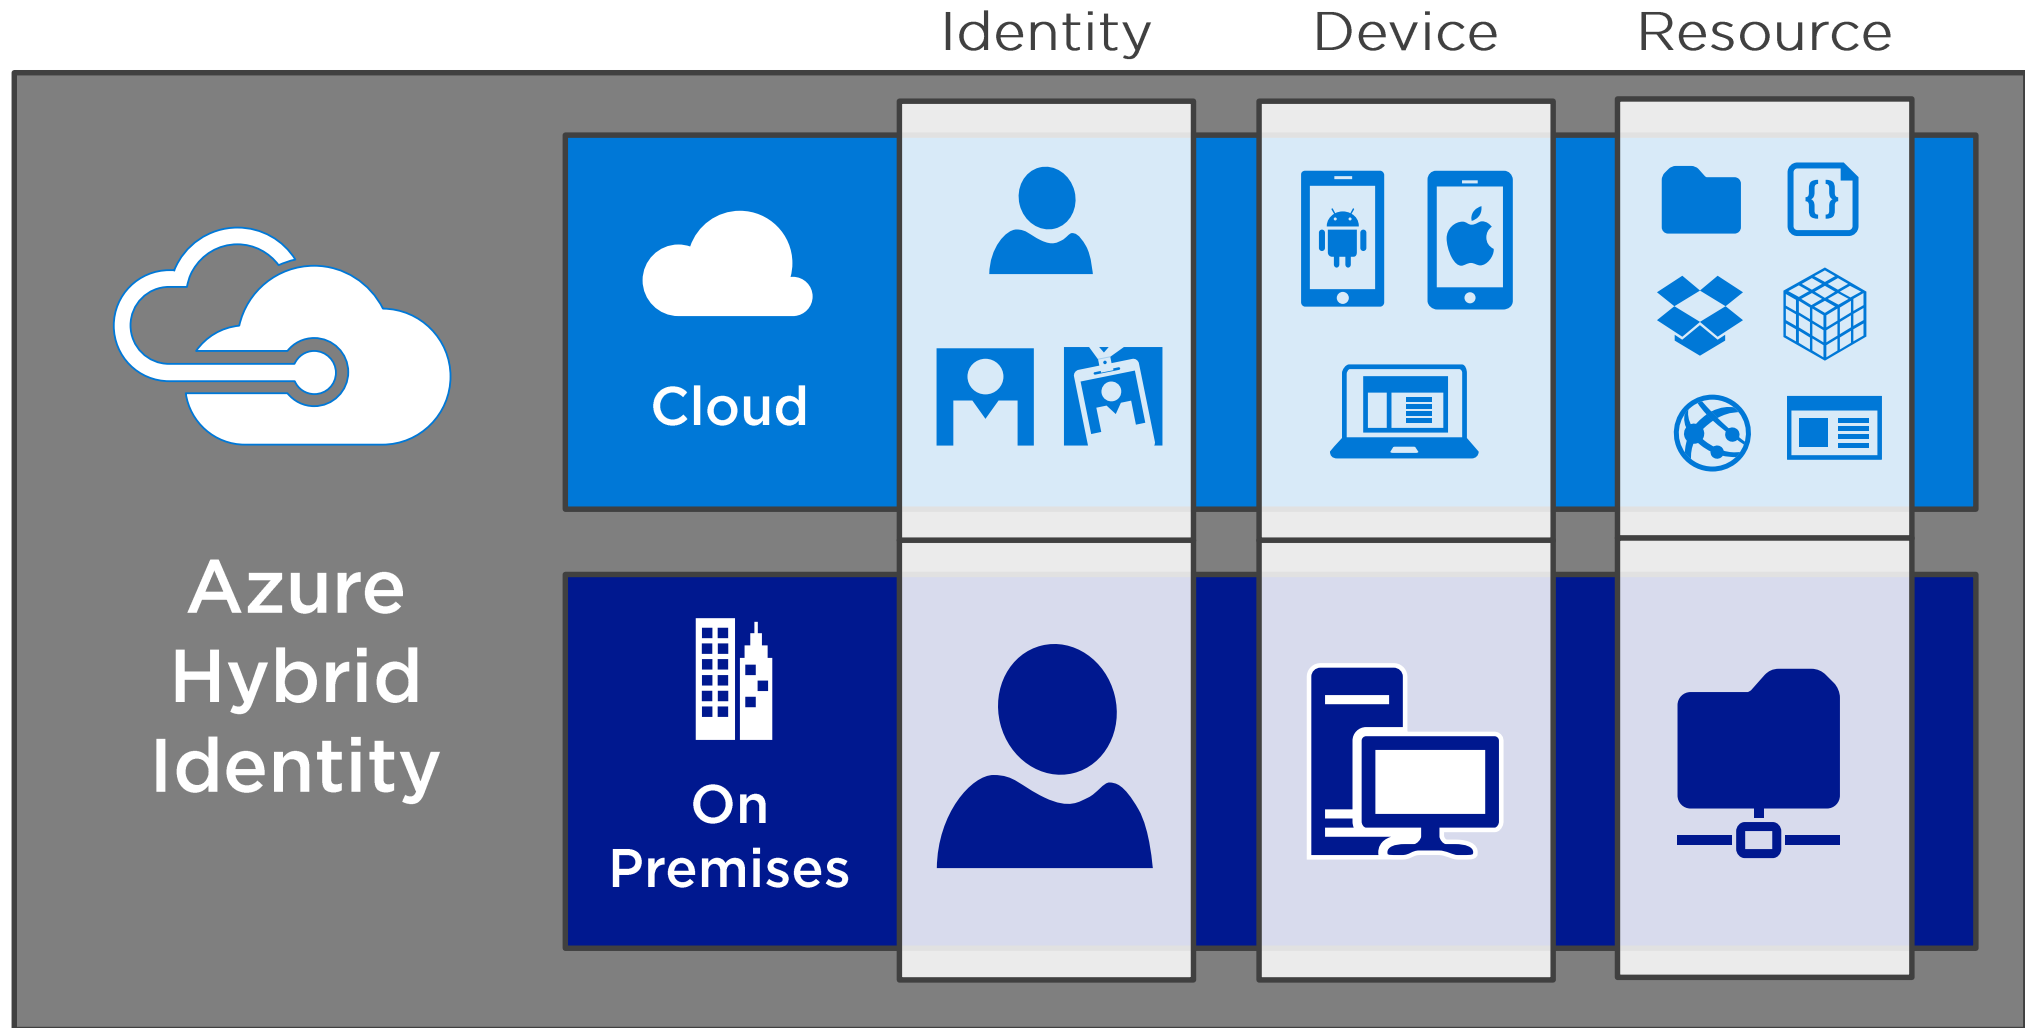 Identity Device Resource
Cloud
{}
Azure
Hybrid
Identity
On
Premises